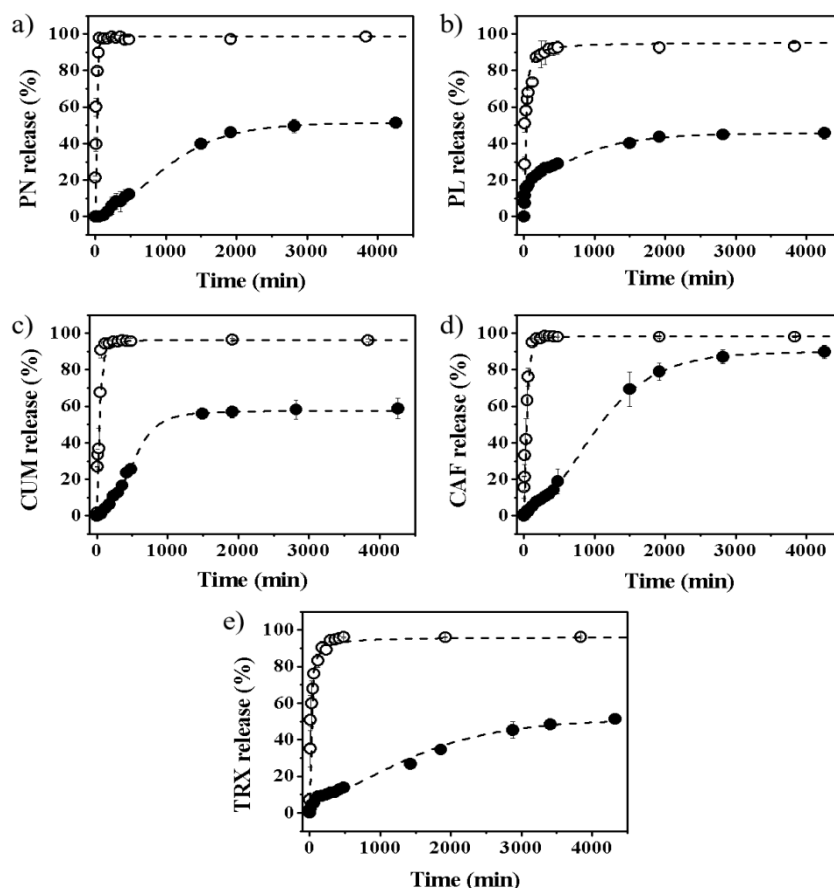 a)
PN release (%)
100
80
60
40
20
0
0 1000 2000 3000 4000
Time (min)
b)
PL release (%)
100
80
60
40
20
0
0 1000 2000 3000 4000
Time (min)
c)
CUM release (%)
100
80
60
40
20
0
0 1000 2000 3000 4000
Time (min)
d)
CAF release (%)
100
80
60
40
20
0
0 1000 2000 3000 4000
Time (min)
e)
TRX release (%)
100
80
60
40
20
0
0 1000 2000 3000 4000
Time (min)